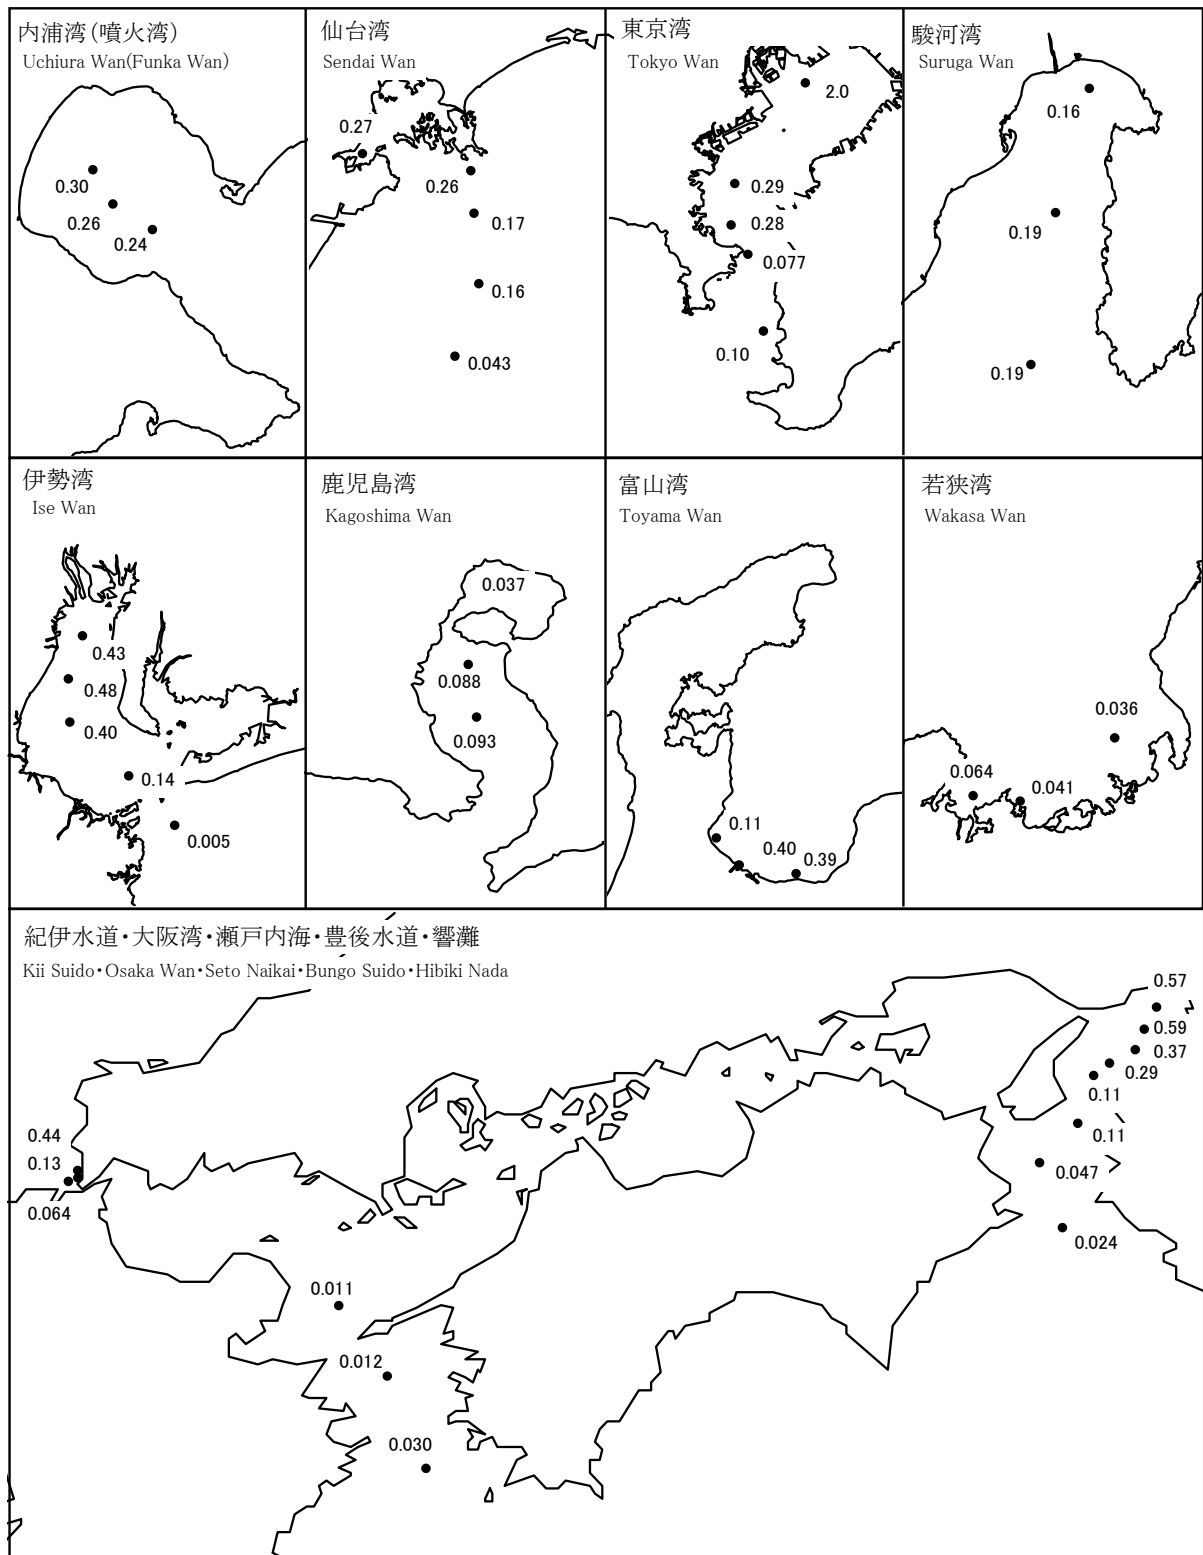 内浦湾(噴火湾)
Uchiura Wan(Funka Wan)
0.30
0.26
0.24
仙台湾
Sendai Wan
0.27
0.26
0.17
0.16
0.043
東京湾
Tokyo Wan
2.0
0.29
0.28
0.077
0.10
駿河湾
Suruga Wan
0.16
0.19
0.19
伊勢湾
Ise Wan
0.43
0.48
0.40
0.14
0.005
鹿児島湾
Kagoshima Wan
0.037
0.088
0.093
富山湾
Toyama Wan
0.11
0.40
0.39
若狭湾
Wakasa Wan
0.036
0.064
0.041
紀伊水道・大阪湾・瀬戸内海・豊後水道・響灘
Kii Suido・Osaka Wan・Seto Naikai・Bungo Suido・Hibiki Nada
0.57
0.59
0.37
0.29
0.11
0.11
0.44
0.13
0.047
0.064
0.024
0.011
0.012
0.030